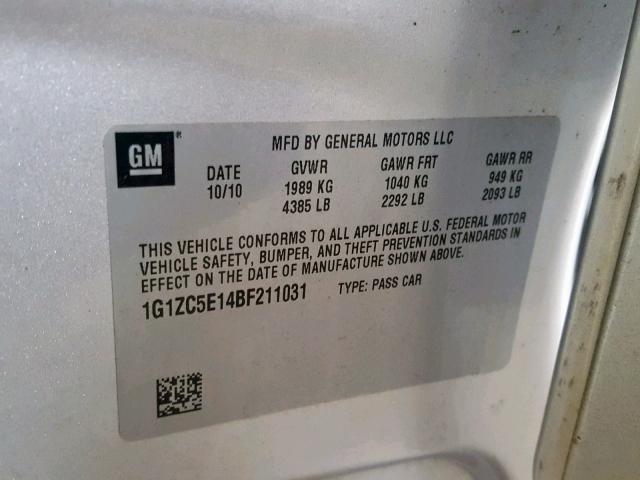 GM
MFD BY GENERAL MOTORS LLC
DATE GVWR GAWR FRT GAWR RR
10/10 1989 KG 1040 KG 949 KG
4385 LB 2292 LB 2093 LB
THIS VEHICLE CONFORMS TO ALL APPLICABLE U.S. FEDERAL MOTOR
VEHICLE SAFETY, BUMPER, AND THEFT PREVENTION STANDARDS IN
EFFECT ON THE DATE OF MANUFACTURE SHOWN ABOVE.
1G1ZC5E14BF211031 TYPE: PASS CAR